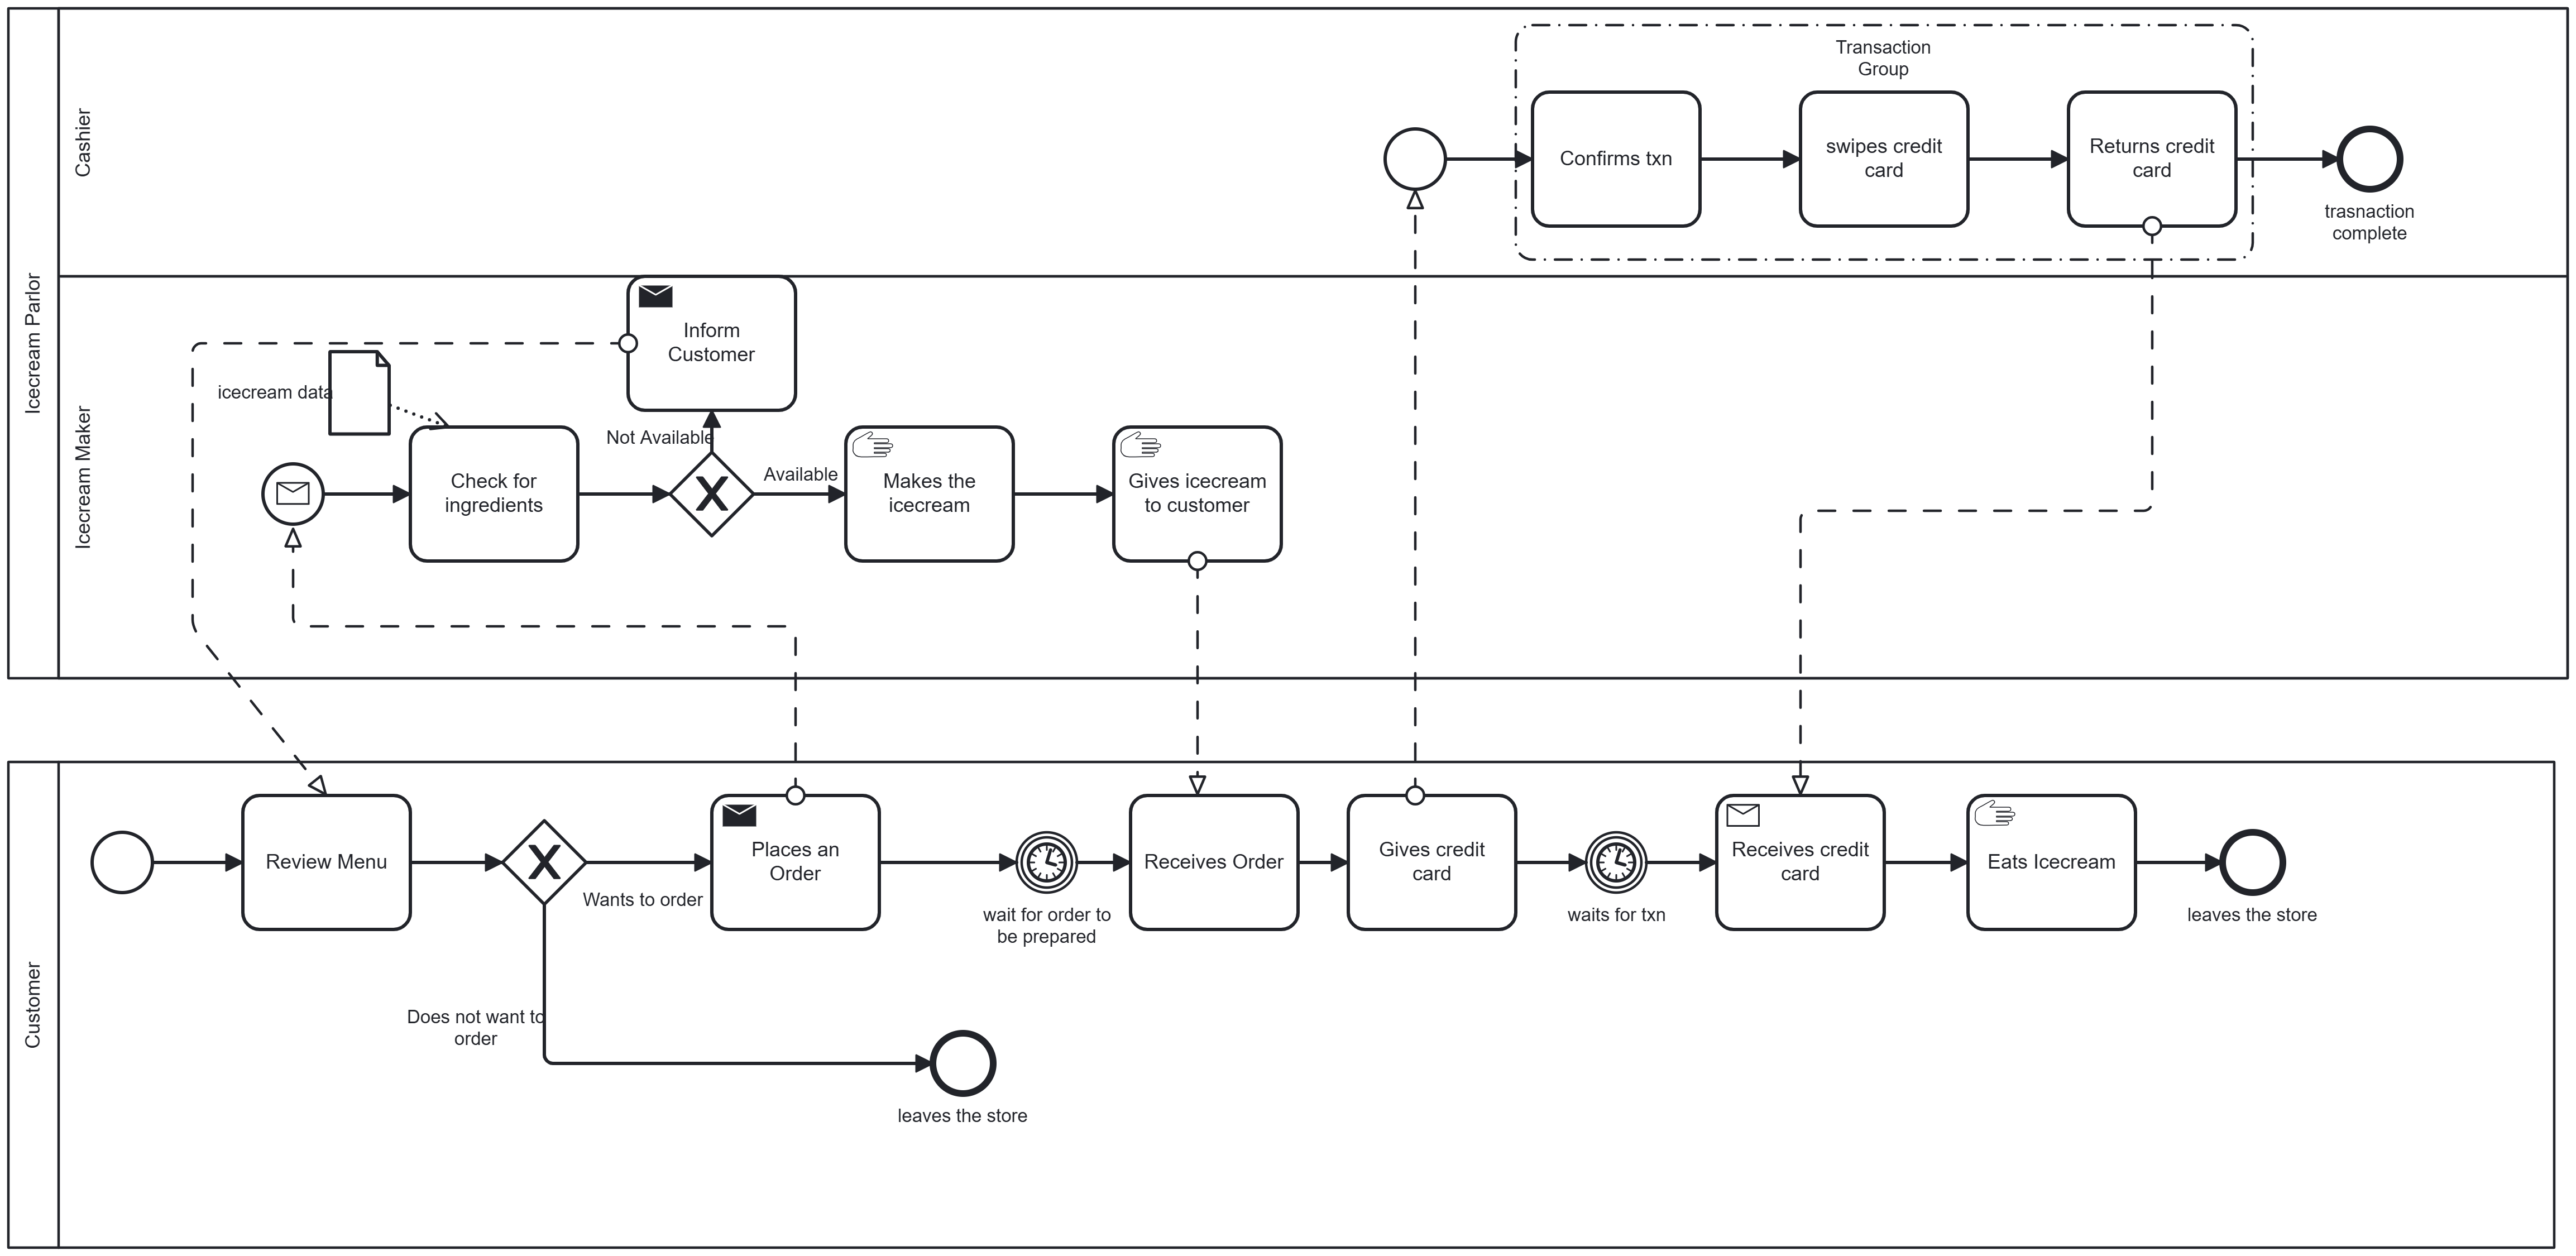 Icecream Parlor
Cashier
Transaction
Group
Confirms txn
swipes credit
card
Returns credit
card
trasnaction
complete
Icecream Maker
Inform
Customer
icecream data
Not Available
Check for
ingredients
Available
Makes the
icecream
Gives icecream
to customer
Customer
Review Menu
Wants to order
Places an
Order
wait for order to
be prepared
Receives Order
Gives credit
card
waits for txn
Receives credit
card
Eats Icecream
leaves the store
Does not want to
order
leaves the store